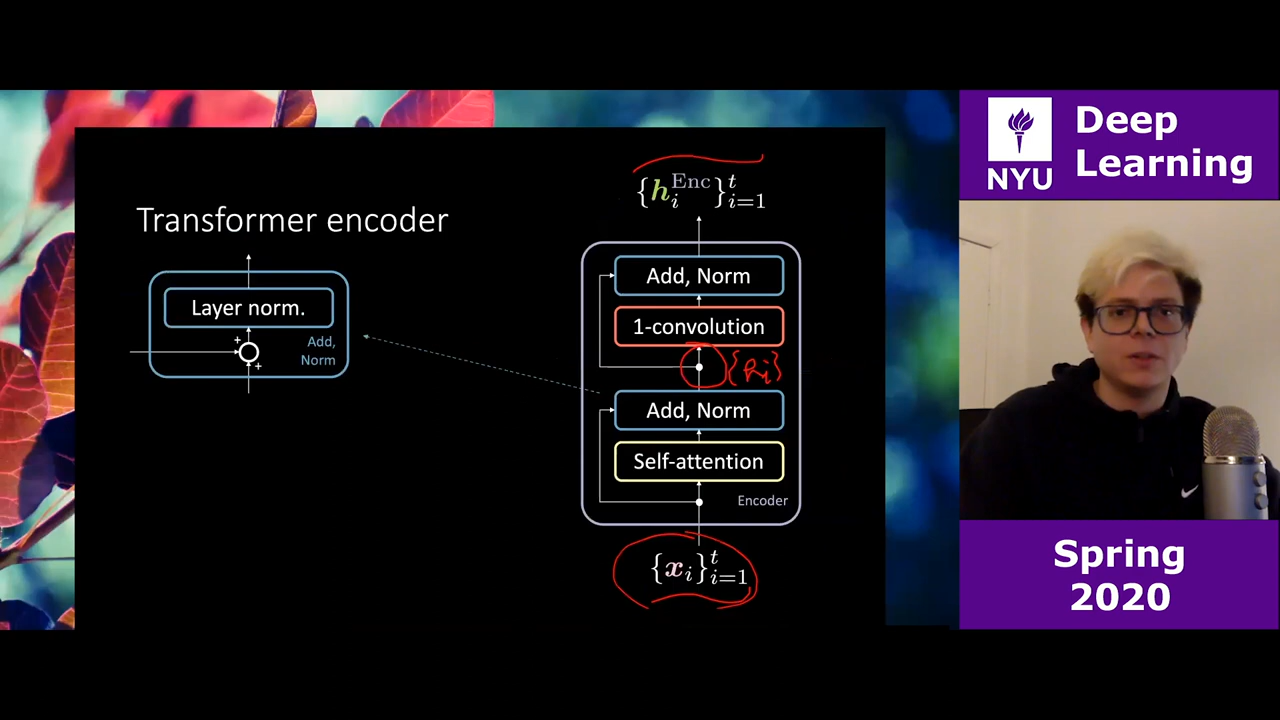 Transformer encoder
Layer norm.
Add,
Norm
+
+
{h_i^Enc}_{i=1}^t
Add, Norm
1-convolution
{h_i}
Add, Norm
Self-attention
Encoder
{x_i}_{i=1}^t
NYU
Deep
Learning
Spring
2020